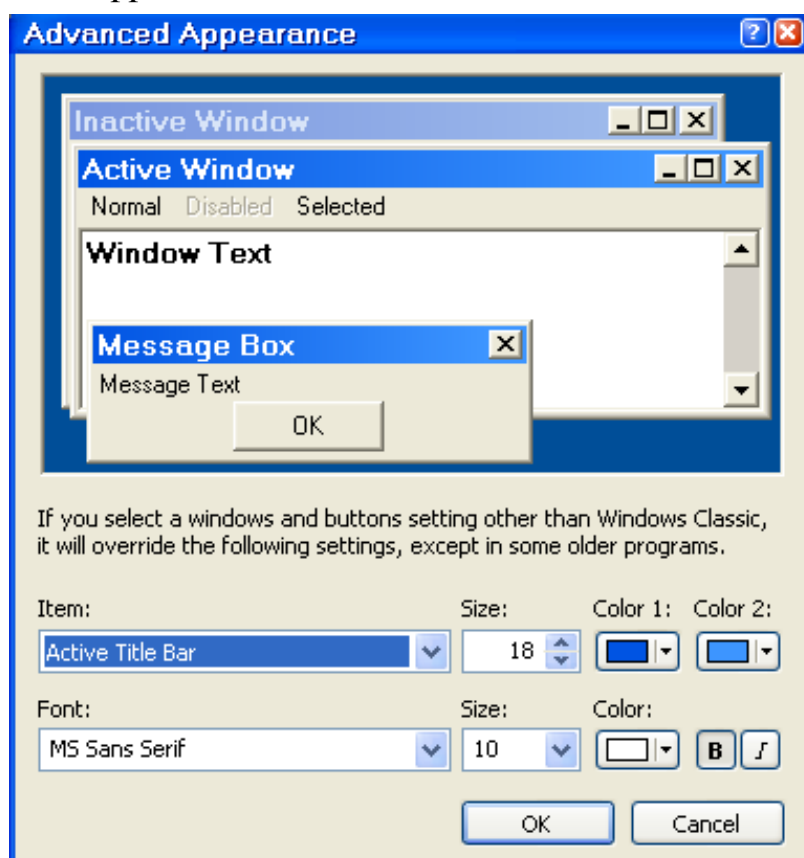 Advanced Appearance
Inactive Window
Active Window
Normal Disabled Selected
Window Text
Message Box
Message Text
OK
If you select a windows and buttons setting other than Windows Classic,
it will override the following settings, except in some older programs.
Item: Size: Color 1: Color 2:
Active Title Bar 18
Font: Size: Color:
MS Sans Serif 10 B I
OK Cancel